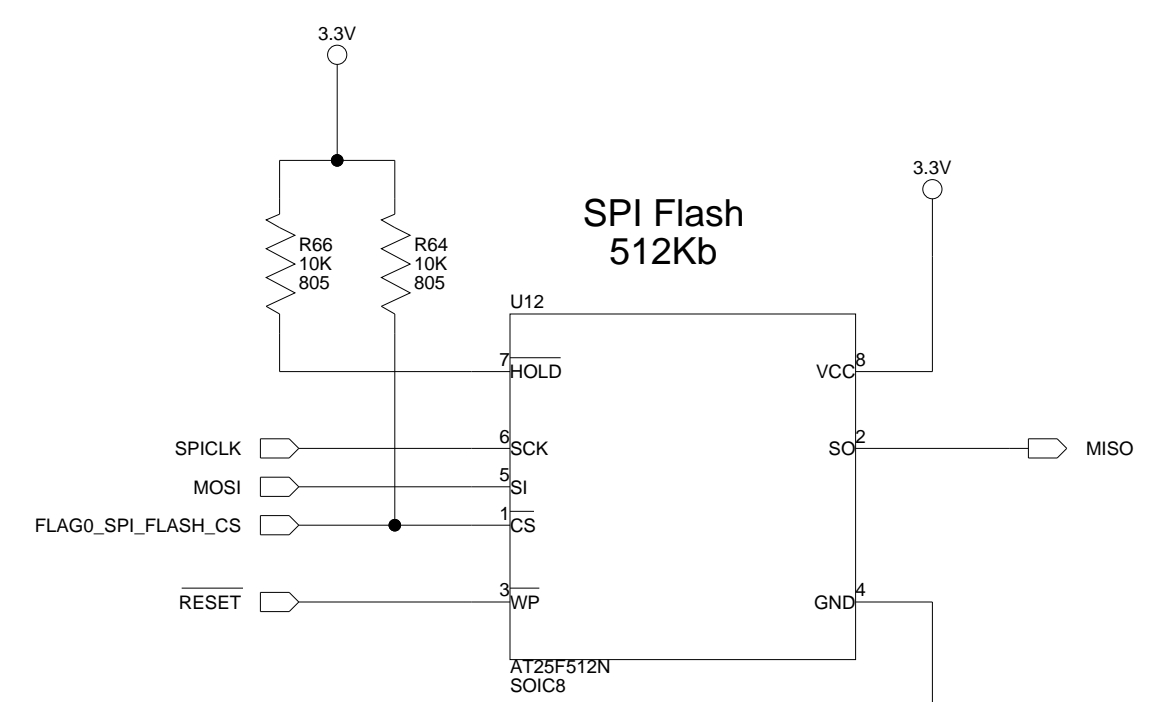 3.3V
3.3V
SPI Flash
512Kb
R66
10K
805
R64
10K
805
U12
7
HOLD
8
VCC
SPICLK
6
SCK
2
SO
MISO
MOSI
5
SI
FLAG0_SPI_FLASH_CS
1
CS
RESET
3
WP
4
GND
AT25F512N
SOIC8